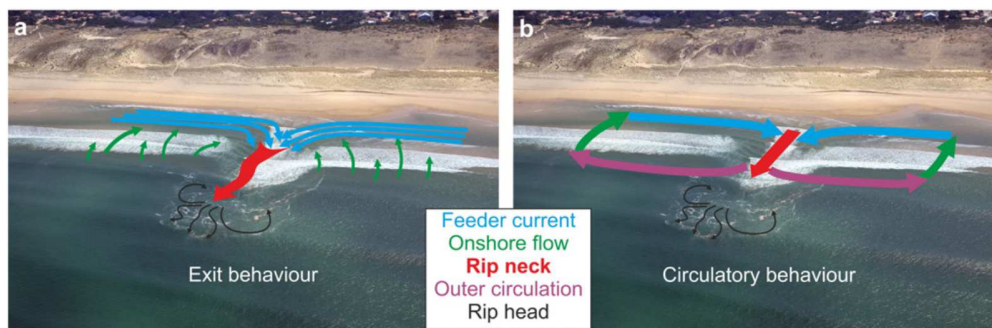 a
Exit behaviour
Feeder current
Onshore flow
Rip neck
Outer circulation
Rip head
b
Circulatory behaviour